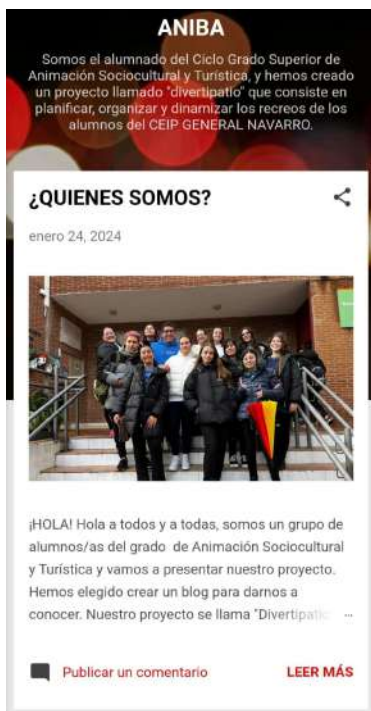 ANIBA
Somos el alumnado del Ciclo Grado Superior de
Animación Sociocultural y Turística, y hemos creado
un proyecto llamado "divertipatio" que consiste en
planificar, organizar y dinamizar los recreos de los
alumnos del CEIP GENERAL NAVARRO.
¿QUIENES SOMOS?
enero 24, 2024
¡HOLA! Hola a todos y a todas, somos un grupo de
alumnos/as del grado de Animación Sociocultural
y Turística y vamos a presentar nuestro proyecto.
Hemos elegido crear un blog para darnos a
conocer. Nuestro proyecto se llama "Divertipatio ...
Publicar un comentario
LEER MÁS